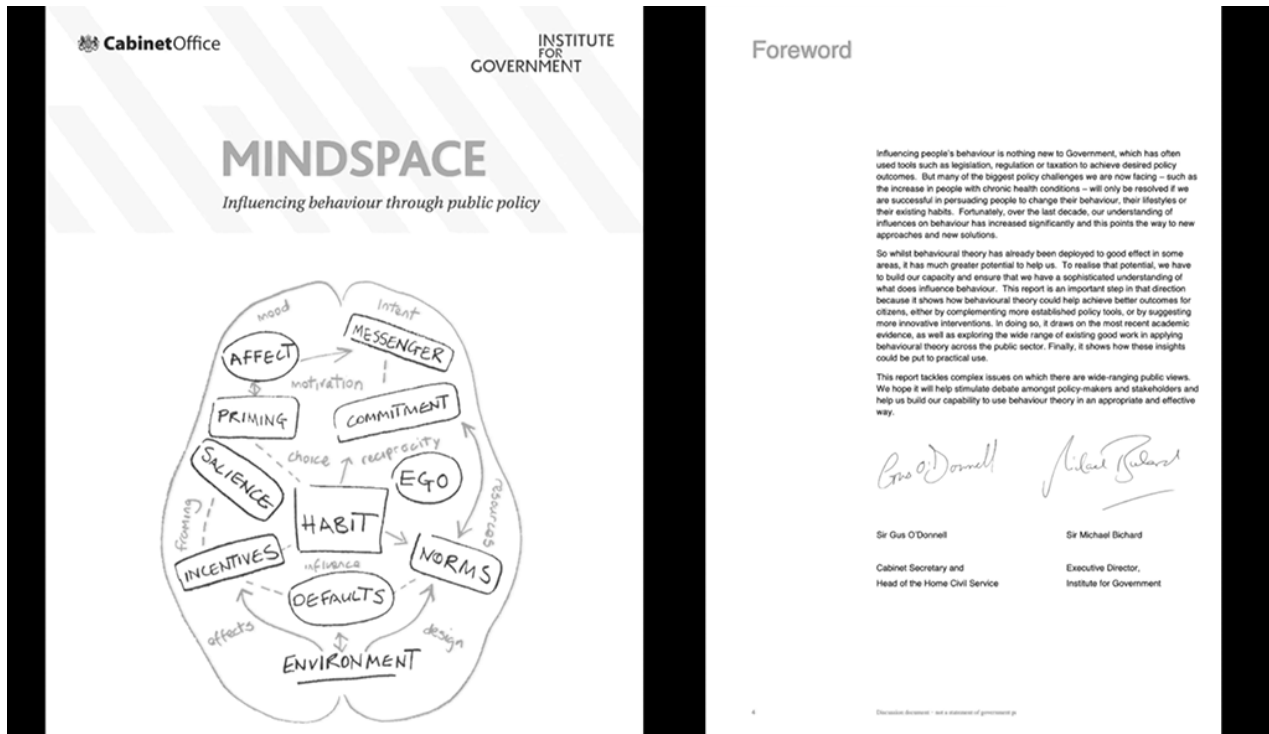 CabinetOffice
INSTITUTE
FOR
GOVERNMENT
MINDSPACE
Influencing behaviour through public policy
mood
Intent
AFFECT
MESSENGER
motivation
PRIMING
COMMITMENT
SALIENCE
choice
reciprocity
EGO
HABIT
resources
framing
INCENTIVES
influence
NORMS
DEFAULTS
effects
design
ENVIRONMENT
Foreword
Influencing people's behaviour is nothing new to Government, which has often
used tools such as legislation, regulation or taxation to achieve desired policy
outcomes. But many of the biggest policy challenges we are now facing – such as
the increase in people with chronic health conditions – will only be resolved if we
are successful in persuading people to change their behaviour, their lifestyles or
their existing habits. Fortunately, over the last decade, our understanding of
influences on behaviour has increased significantly and this points the way to new
approaches and new solutions.
So whilst behavioural theory has already been deployed to good effect in some
areas, it has much greater potential to help us. To realise that potential, we have
to build our capacity and ensure that we have a sophisticated understanding of
what does influence behaviour. This report is an important step in that direction
because it shows how behavioural theory could help achieve better outcomes for
citizens, either by complementing more established policy tools, or by suggesting
more innovative interventions. In doing so, it draws on the most recent academic
evidence, as well as exploring the wide range of existing good work in applying
behavioural theory across the public sector. Finally, it shows how these insights
could be put to practical use.
This report tackles complex issues on which there are wide-ranging public views.
We hope it will help stimulate debate amongst policy-makers and stakeholders and
help us build our capability to use behaviour theory in an appropriate and effective
way.
Gus O'Donnell
Michael Bichard
Sir Gus O'Donnell
Sir Michael Bichard
Cabinet Secretary and
Head of the Home Civil Service
Executive Director,
Institute for Government
4
Discussion document – not a statement of government po